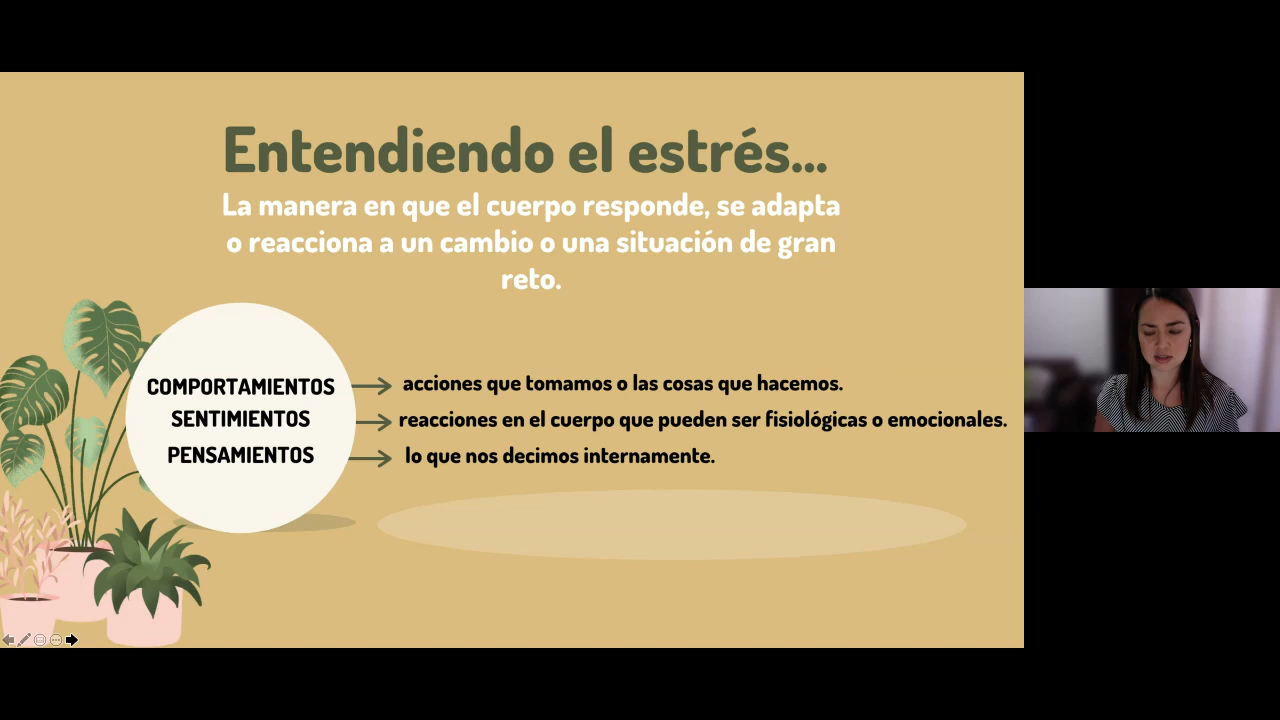 Entendiendo el estrés...
La manera en que el cuerpo responde, se adapta
o reacciona a un cambio o una situación de gran
reto.
COMPORTAMIENTOS acciones que tomamos o las cosas que hacemos.
SENTIMIENTOS reacciones en el cuerpo que pueden ser fisiológicas o emocionales.
PENSAMIENTOS lo que nos decimos internamente.